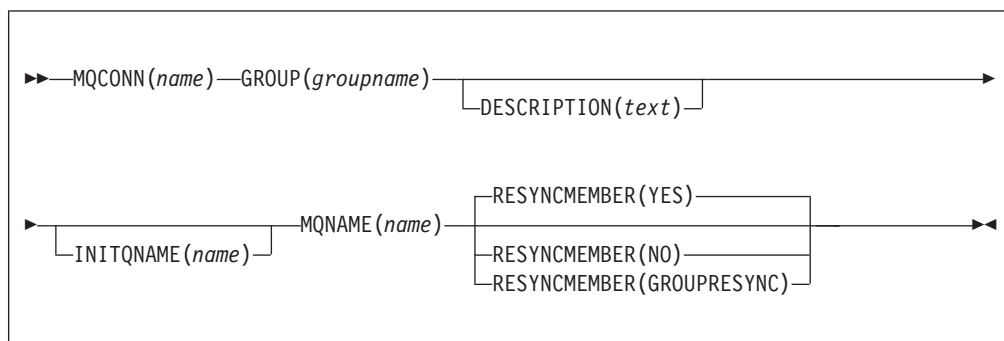 MQCONN(name) GROUP(groupname)
DESCRIPTION(text)
RESYNCMEMBER(YES)
INITQNAME(name) MQNAME(name)
RESYNCMEMBER(NO)
RESYNCMEMBER(GROUPRESYNC)